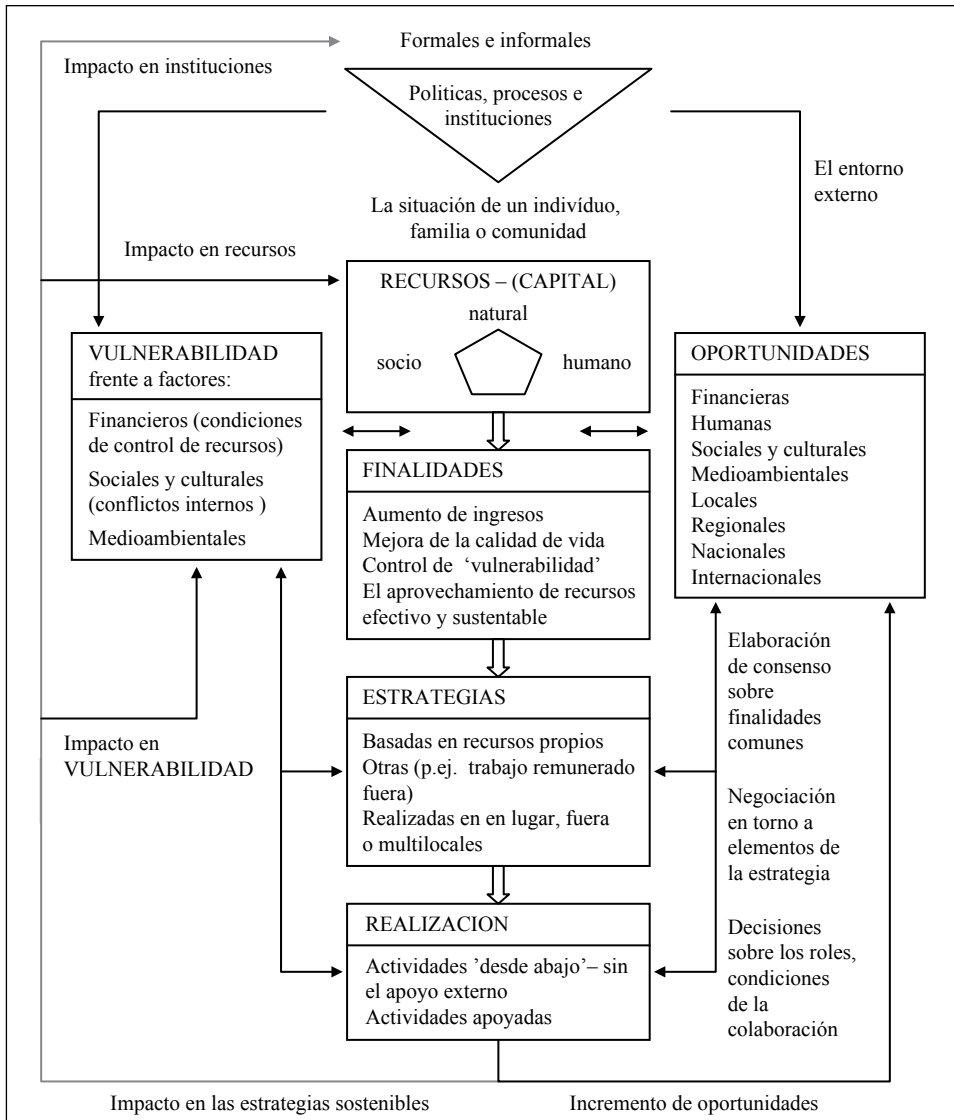 Formales e informales
Impacto en instituciones
Politicas, procesos e
instituciones
El entorno
externo
La situación de un indivíduo,
familia o comunidad
Impacto en recursos
RECURSOS – (CAPITAL)
natural
socio
humano
VULNERABILIDAD
frente a factores:
Financieros (condiciones
de control de recursos)
Sociales y culturales
(conflictos internos )
Medioambientales
OPORTUNIDADES
Financieras
Humanas
Sociales y culturales
Medioambientales
Locales
Regionales
Nacionales
Internacionales
FINALIDADES
Aumento de ingresos
Mejora de la calidad de vida
Control de ‘vulnerabilidad’
El aprovechamiento de recursos
efectivo y sustentable
ESTRATEGIAS
Basadas en recursos propios
Otras (p.ej. trabajo remunerado
fuera)
Realizadas en en lugar, fuera
o multilocales
Impacto en
VULNERABILIDAD
Elaboración
de consenso
sobre
finalidades
comunes
Negociación
en torno a
elementos de
la estrategia
Decisiones
sobre los roles,
condiciones
de la
colaboración
REALIZACION
Actividades ’desde abajo’– sin
el apoyo externo
Actividades apoyadas
Impacto en las estrategias sostenibles
Incremento de oportunidades